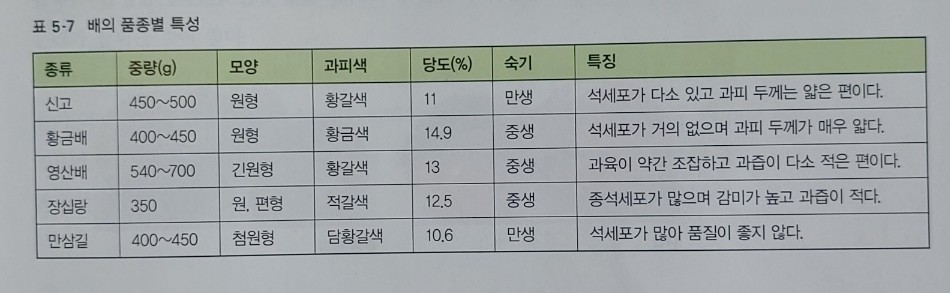 표 5-7 배의 품종별 특성
종류 중량(g) 모양 과피색 당도(%) 숙기 특징
신고 450~500 원형 황갈색 11 만생 석세포가 다소 있고 과피 두께는 얇은 편이다.
황금배 400~450 원형 황금색 14.9 중생 석세포가 거의 없으며 과피 두께가 매우 얇다.
영산배 540~700 긴원형 황갈색 13 중생 과육이 약간 조잡하고 과즙이 다소 적은 편이다.
장십랑 350 원, 편형 적갈색 12.5 중생 종석세포가 많으며 감미가 높고 과즙이 적다.
만삼길 400~450 첨원형 담황갈색 10.6 만생 석세포가 많아 품질이 좋지 않다.